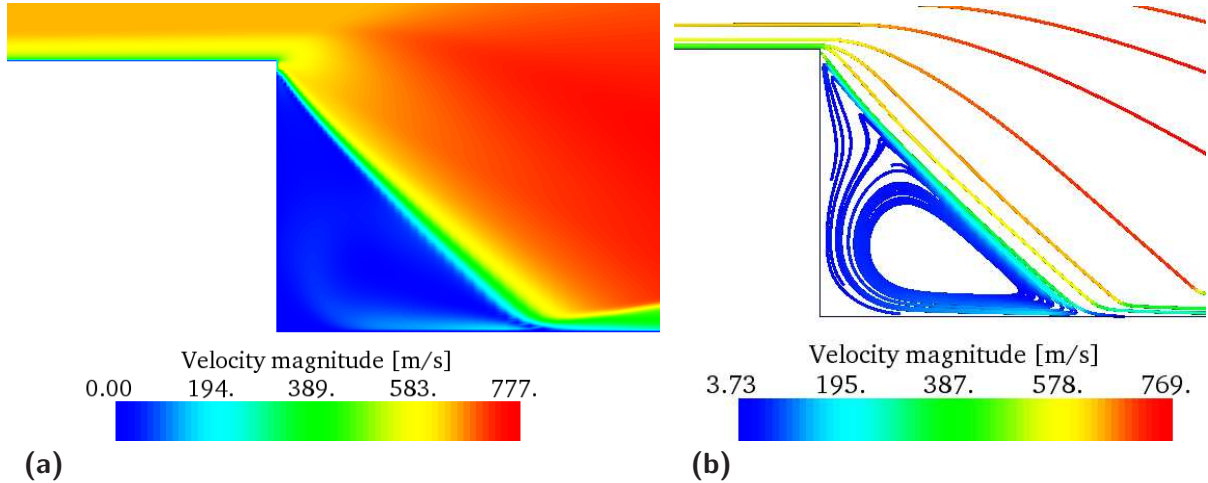 Velocity magnitude [m/s]
0.00 194. 389. 583. 777.
(a)
Velocity magnitude [m/s]
3.73 195. 387. 578. 769.
(b)